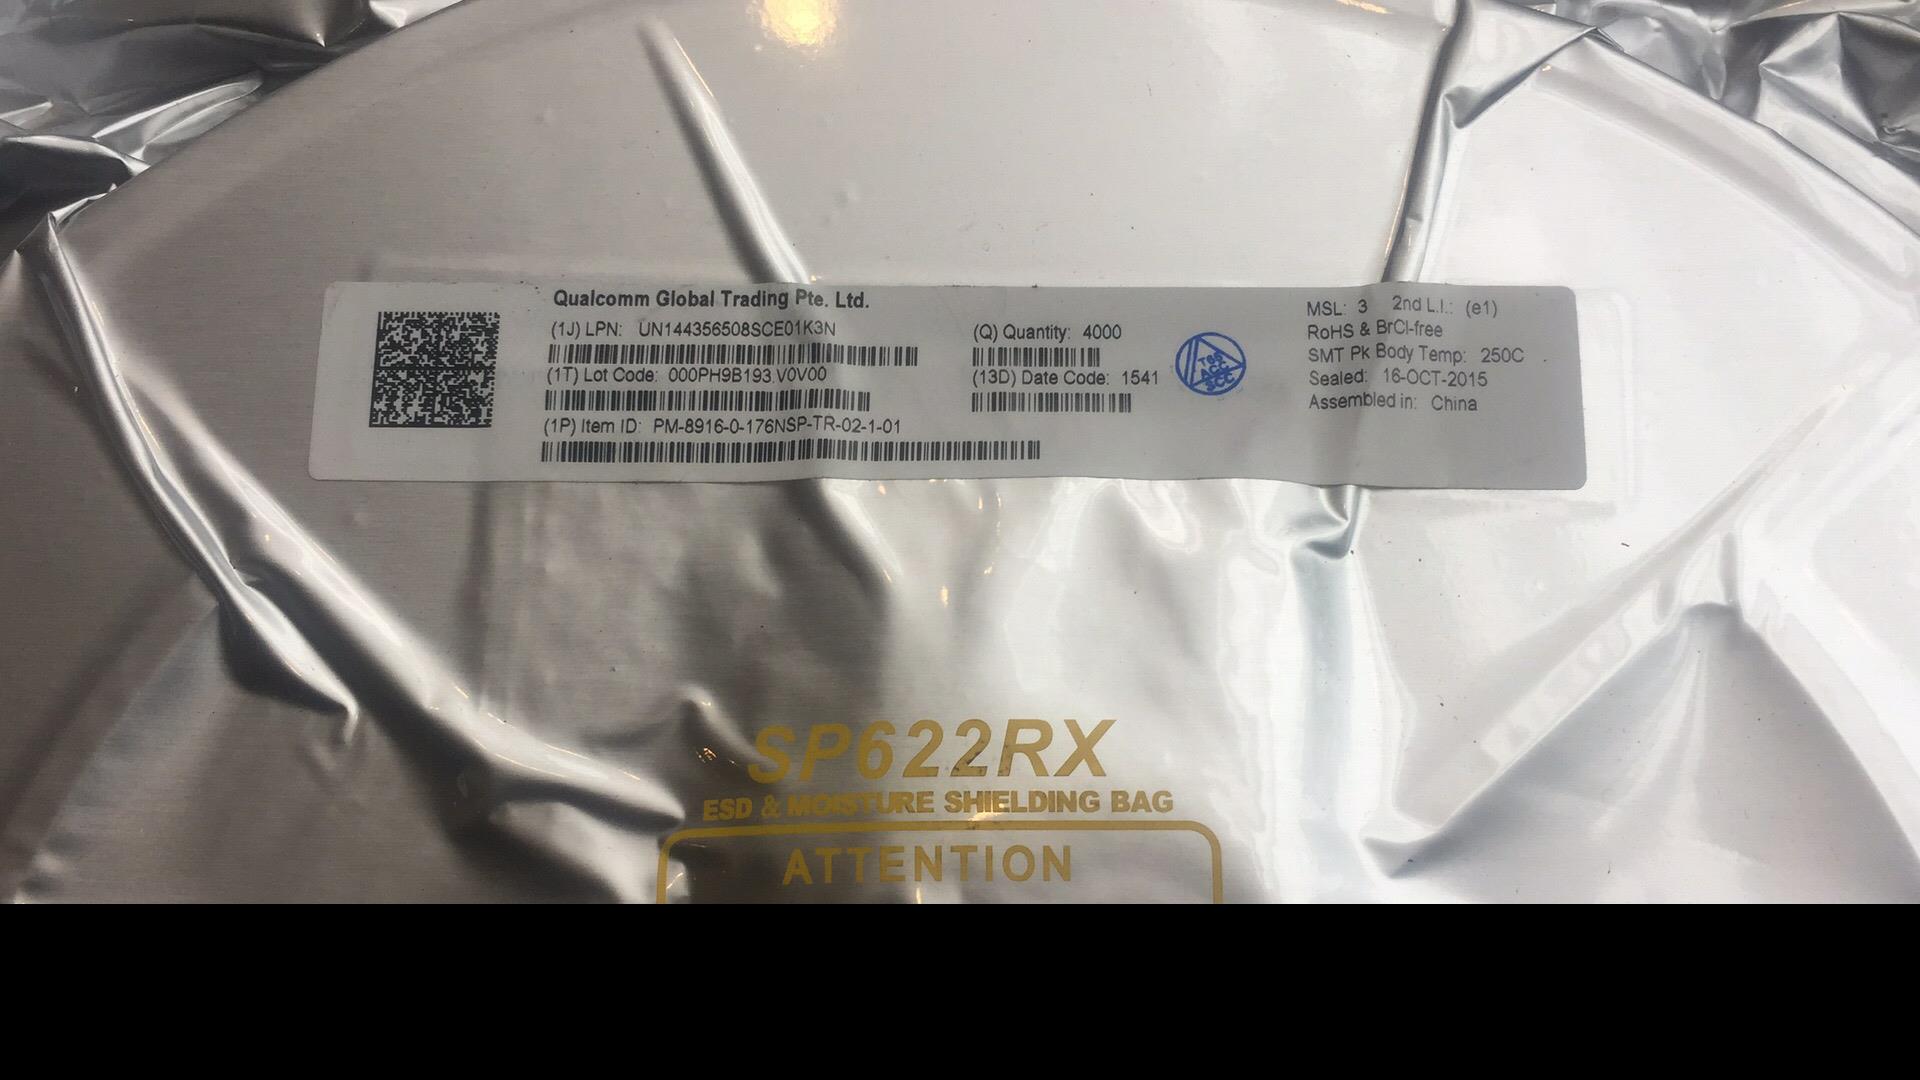 Qualcomm Global Trading Pte. Ltd.
(1J) LPN: UN144356508SCE01K3N
(Q) Quantity: 4000
(1T) Lot Code: 000PH9B193.V0V00
(13D) Date Code: 1541
(1P) Item ID: PM-8916-0-176NSP-TR-02-1-01
MSL: 3 2nd L.I.: (e1)
RoHS & BrCl-free
SMT Pk Body Temp: 250C
Sealed: 16-OCT-2015
Assembled in: China
SP622RX
ESD & MOISTURE SHIELDING BAG
ATTENTION